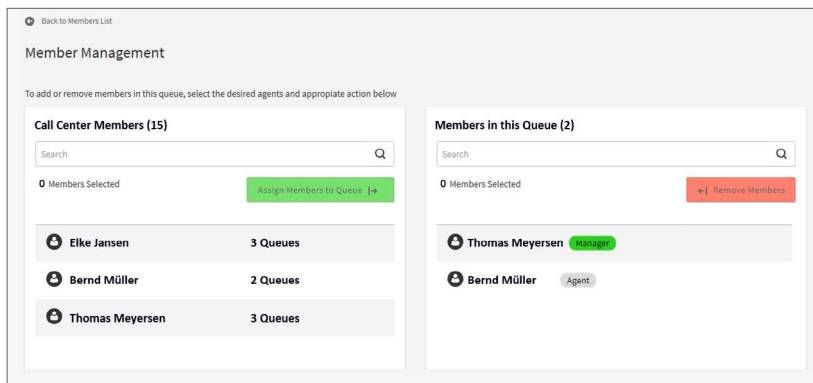 Back to Members List
Member Management
To add or remove members in this queue, select the desired agents and appropiate action below
Call Center Members (15)
Search
0 Members Selected
Assign Members to Queue
Elke Jansen 3 Queues
Bernd Müller 2 Queues
Thomas Meyersen 3 Queues
Members in this Queue (2)
Search
0 Members Selected
Remove Members
Thomas Meyersen Manager
Bernd Müller Agent